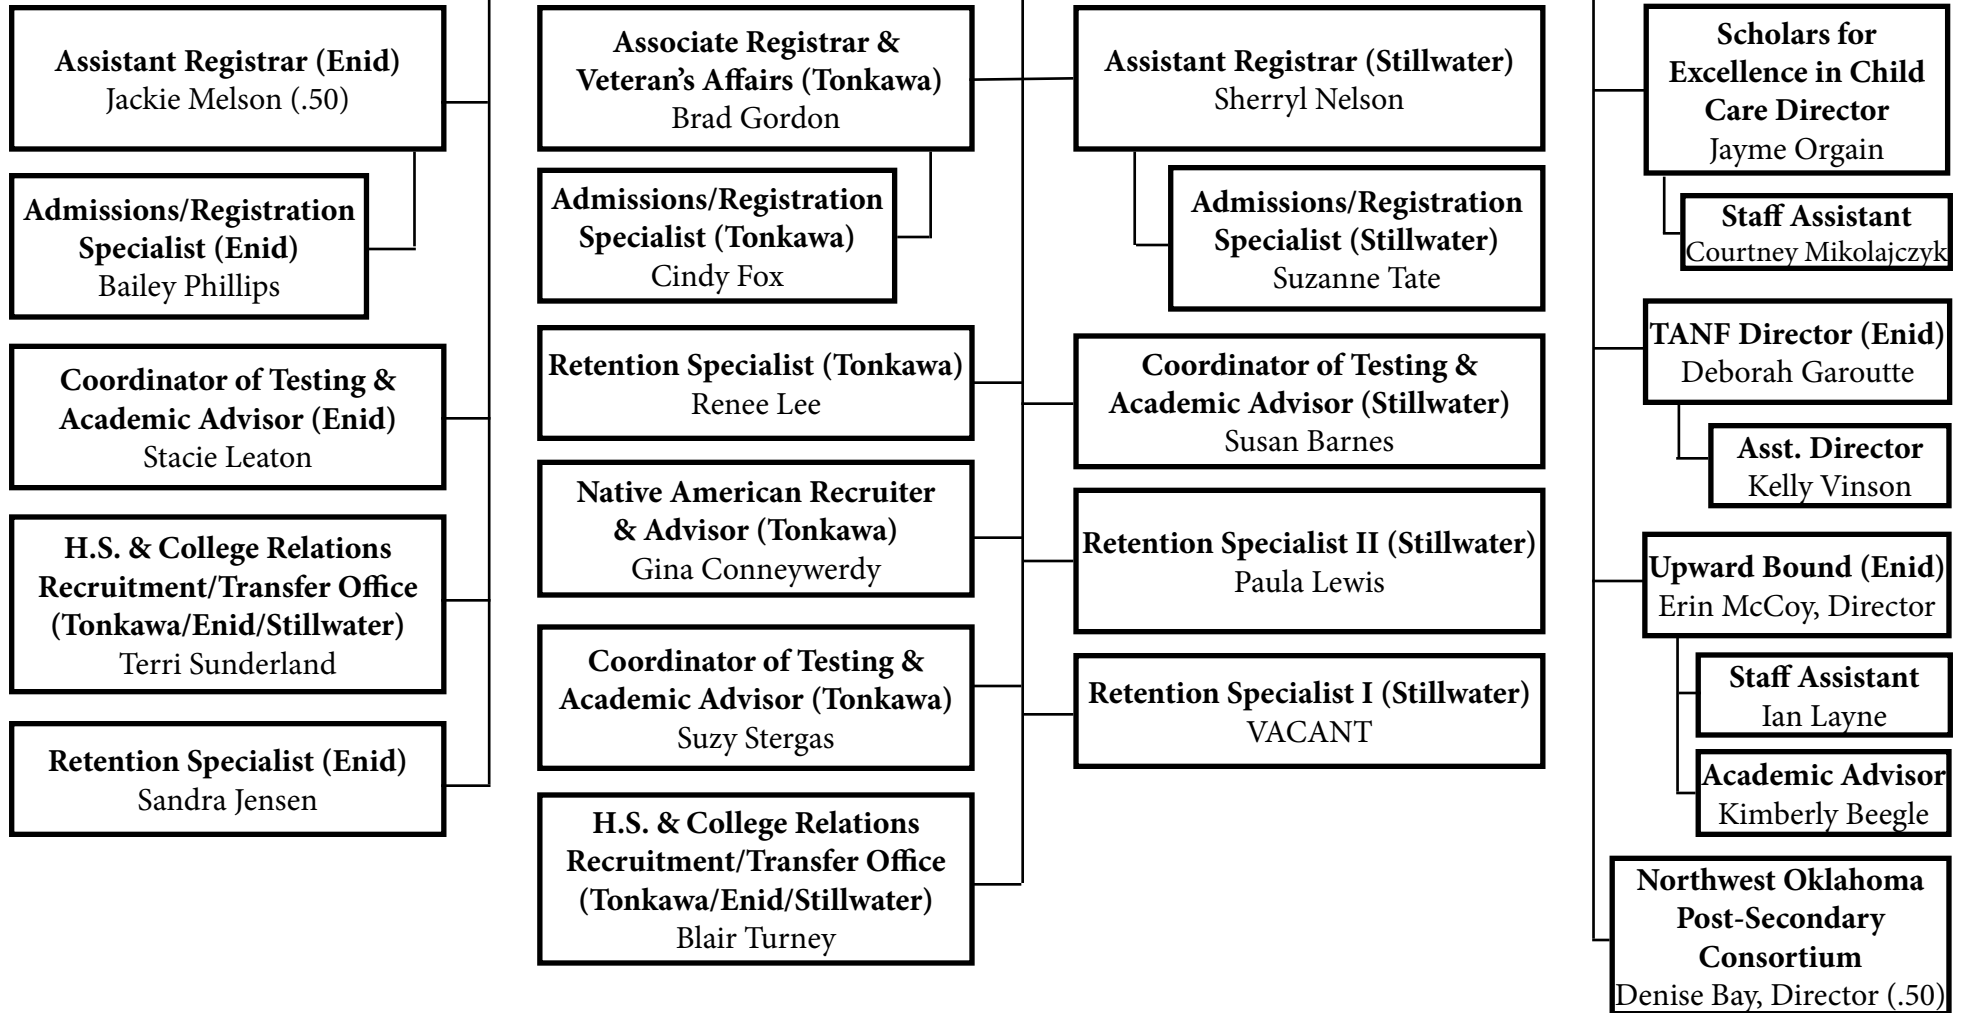 Assistant Registrar (Enid)
Jackie Melson (.50)
Admissions/Registration
Specialist (Enid)
Bailey Phillips
Coordinator of Testing &
Academic Advisor (Enid)
Stacie Leaton
H.S. & College Relations
Recruitment/Transfer Office
(Tonkawa/Enid/Stillwater)
Terri Sunderland
Retention Specialist (Enid)
Sandra Jensen
Associate Registrar &
Veteran’s Affairs (Tonkawa)
Brad Gordon
Admissions/Registration
Specialist (Tonkawa)
Cindy Fox
Retention Specialist (Tonkawa)
Renee Lee
Native American Recruiter
& Advisor (Tonkawa)
Gina Conneywerdy
Coordinator of Testing &
Academic Advisor (Tonkawa)
Suzy Stergas
H.S. & College Relations
Recruitment/Transfer Office
(Tonkawa/Enid/Stillwater)
Blair Turney
Assistant Registrar (Stillwater)
Sherryl Nelson
Admissions/Registration
Specialist (Stillwater)
Suzanne Tate
Coordinator of Testing &
Academic Advisor (Stillwater)
Susan Barnes
Retention Specialist II (Stillwater)
Paula Lewis
Retention Specialist I (Stillwater)
VACANT
Scholars for
Excellence in Child
Care Director
Jayme Orgain
Staff Assistant
Courtney Mikolajczyk
TANF Director (Enid)
Deborah Garoutte
Asst. Director
Kelly Vinson
Upward Bound (Enid)
Erin McCoy, Director
Staff Assistant
Ian Layne
Academic Advisor
Kimberly Beegle
Northwest Oklahoma
Post-Secondary
Consortium
Denise Bay, Director (.50)